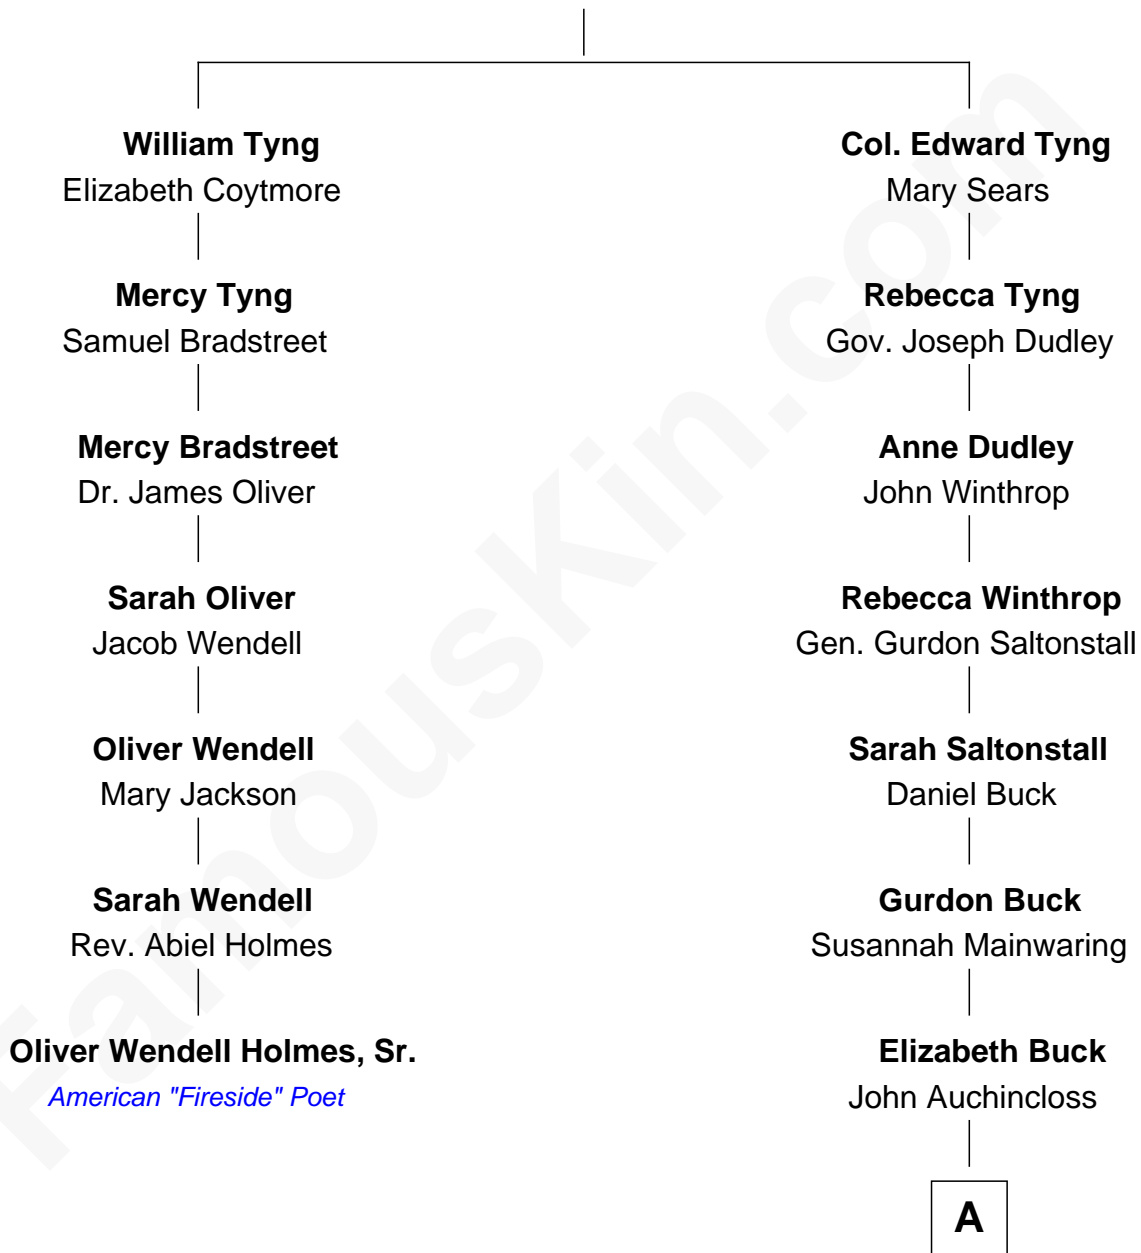 William Tyng
Elizabeth Coytmore
Mercy Tyng
Samuel Bradstreet
Mercy Bradstreet
Dr. James Oliver
Sarah Oliver
Jacob Wendell
Oliver Wendell
Mary Jackson
Sarah Wendell
Rev. Abiel Holmes
Oliver Wendell Holmes, Sr.
American "Fireside" Poet
Col. Edward Tyng
Mary Sears
Rebecca Tyng
Gov. Joseph Dudley
Anne Dudley
John Winthrop
Rebecca Winthrop
Gen. Gurdon Saltonstall
Sarah Saltonstall
Daniel Buck
Gurdon Buck
Susannah Mainwaring
Elizabeth Buck
John Auchincloss
A
FamousKin.com